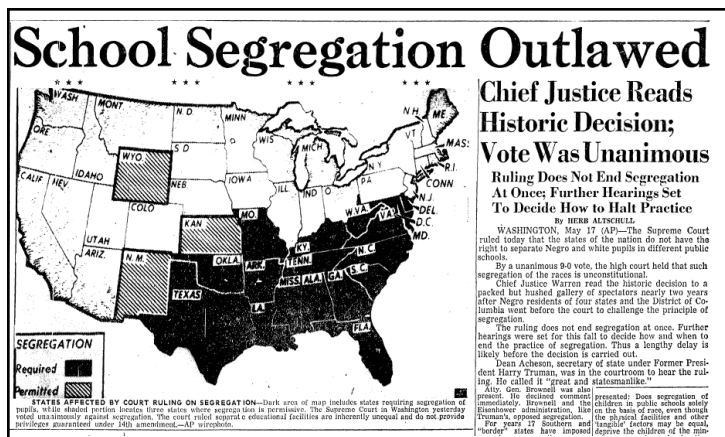 School Segregation Outlawed
* * *
* * *
* * *
* * *
WASH
MONT.
N.D
MINN
N.H.
ME.
ORE
S D
WIS
MICH
VT
MASS
WYO.
N Y
R.I.
IDAHO
NEB
IOWA
PA
CONN
CALIF
NEV.
ILL
IND
O
N.J.
COLO
W.VA.
VA.
DEL
UTAH
KAN
MO.
KY
D.C.
MD.
ARIZ.
N.M.
OKLA.
ARK.
TENN.
N.C.
S.C.
MISS.
ALA.
GA.
TEXAS
LA.
FLA.
SEGREGATION
Required
Permitted
STATES AFFECTED BY COURT RULING ON SEGREGATION—Dark area of map includes states requiring segregation of
pupils, while shaded portion locates three states where segregation is permissive. The Supreme Court in Washington yesterday
voted unanimously against segregation. The court ruled separate educational facilities are inherently unequal and do not provide
privileges guaranteed under 14th amendment.—AP wirephoto.
Chief Justice Reads
Historic Decision;
Vote Was Unanimous
Ruling Does Not End Segregation
At Once; Further Hearings Set
To Decide How to Halt Practice
By HERB ALTSCHULL
WASHINGTON, May 17 (AP)—The Supreme Court
ruled today that the states of the nation do not have the
right to separate Negro and white pupils in different public
schools.
By a unanimous 9-0 vote, the high court held that such
segregation of the races is unconstitutional.
Chief Justice Warren read the historic decision to a
packed but hushed gallery of spectators nearly two years
after Negro residents of four states and the District of Co-
lumbia went before the court to challenge the principle of
segregation.
The ruling does not end segregation at once. Further
hearings were set for this fall to decide how and when to
end the practice of segregation. Thus a lengthy delay is
likely before the decision is carried out.
Dean Acheson, secretary of state under Former Presi-
dent Harry Truman, was in the courtroom to hear the rul-
ing. He called it "great and statesmanlike."
Atty. Gen. Brownell was also
present. He declined comment
immediately. Brownell and the
Eisenhower administration, like
Truman's, opposed segregation.
For years 17 Southern and
"border" states have imposed
presented: Does segregation of
children in public schools solely
on the basis of race, even though
the physical facilities and other
'tangible' factors may be equal,
deprive the children of the min-